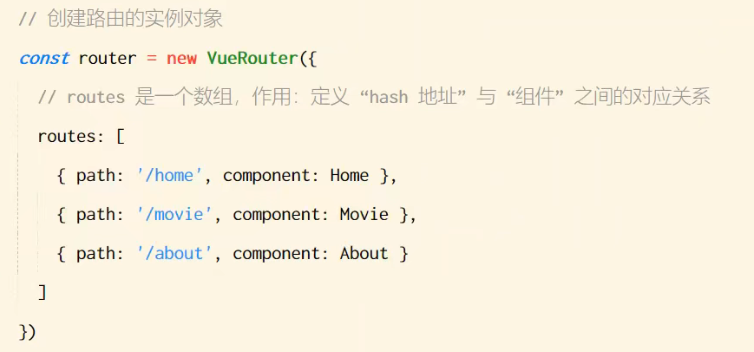 // 创建路由的实例对象
const router = new VueRouter({
// routes 是一个数组，作用：定义 “hash 地址” 与 “组件” 之间的对应关系
routes: [
{ path: '/home', component: Home },
{ path: '/movie', component: Movie },
{ path: '/about', component: About }
]
})